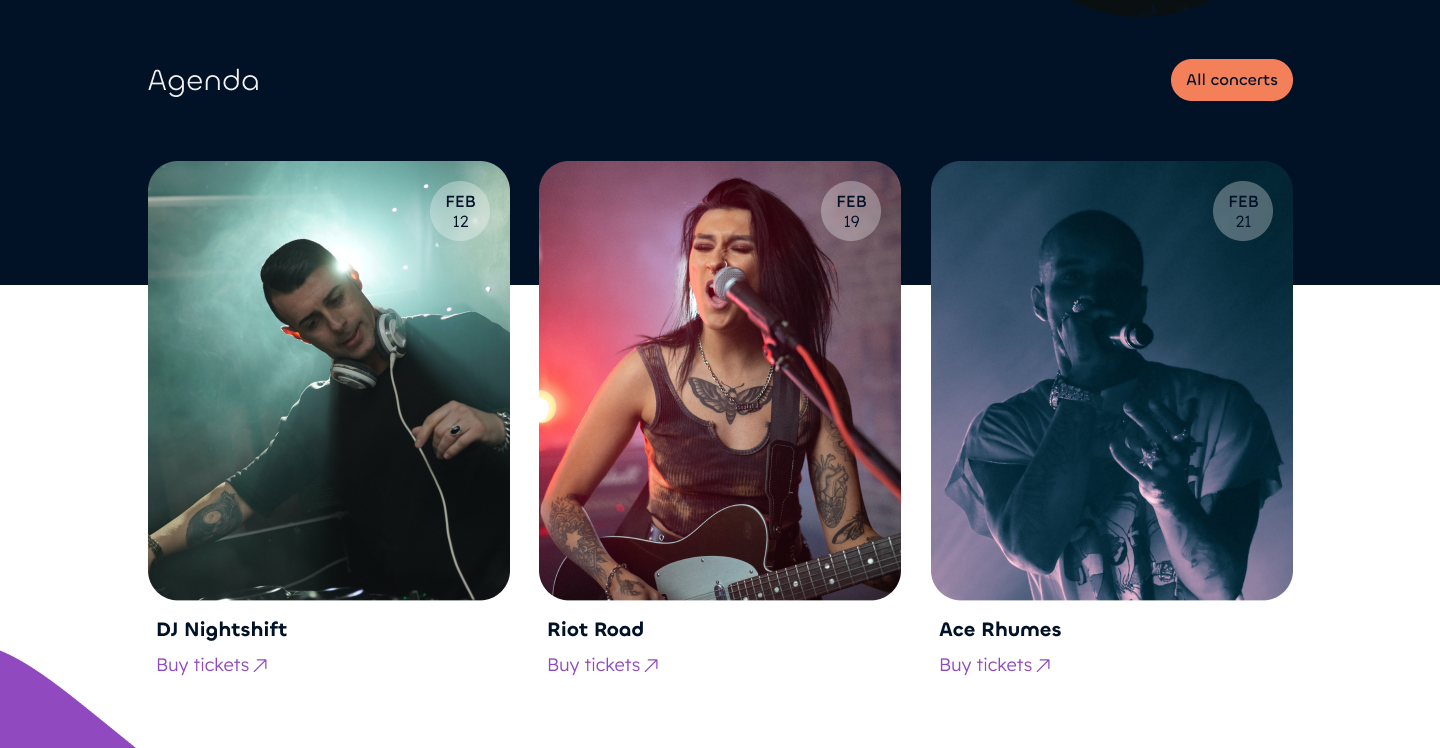 Agenda
All concerts
FEB
12
FEB
19
FEB
21
DJ Nightshift
Buy tickets
Riot Road
Buy tickets
Ace Rhumes
Buy tickets